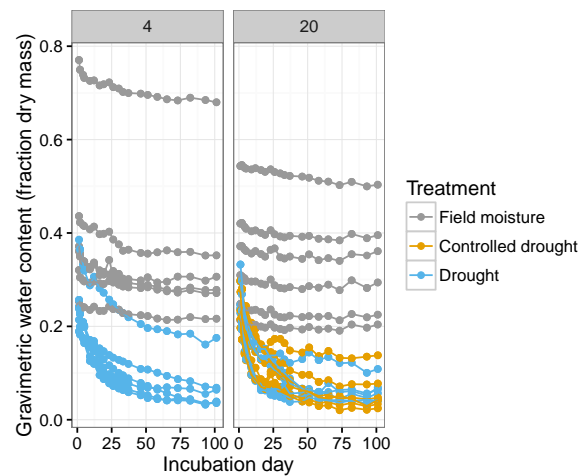 4
20
0.8
0.6
0.4
0.2
0.0
Gravimetric water content (fraction dry mass)
0 25 50 75 100
0 25 50 75 100
Incubation day
Treatment
Field moisture
Controlled drought
Drought